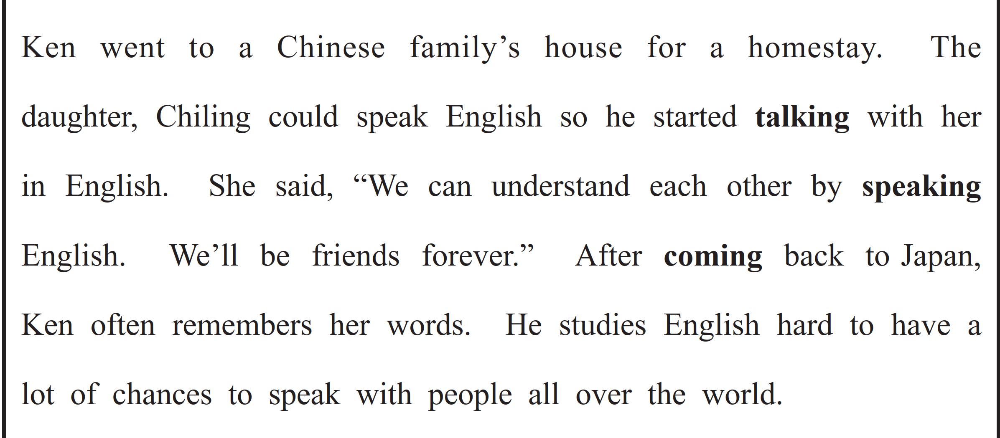 Ken went to a Chinese family’s house for a homestay. The
daughter, Chiling could speak English so he started talking with her
in English. She said, “We can understand each other by speaking
English. We’ll be friends forever.” After coming back to Japan,
Ken often remembers her words. He studies English hard to have a
lot of chances to speak with people all over the world.